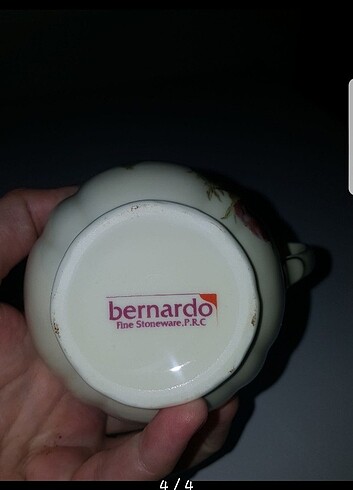 bernardo
Fine Stoneware,P.R.C
4 / 4